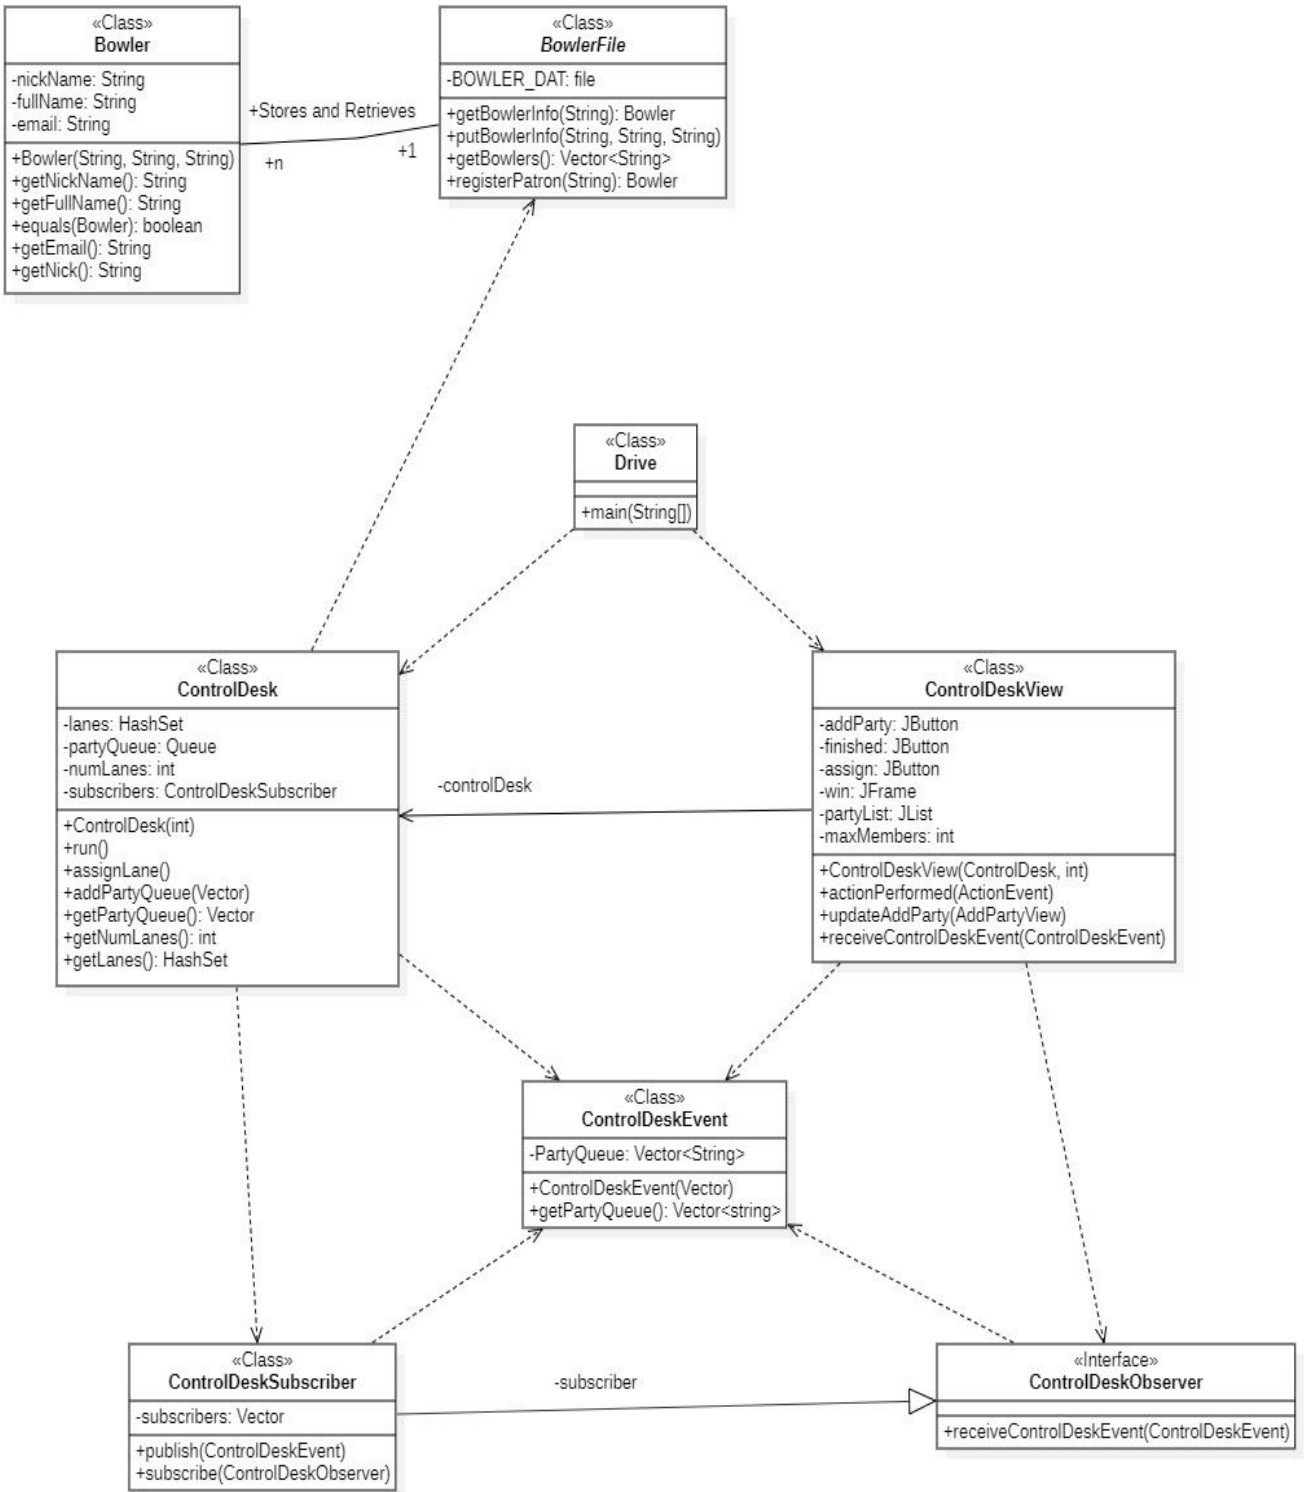 «Class»
Bowler
-nickName: String
-fullName: String
-email: String
+Bowler(String, String, String)
+getNickName(): String
+getFullName(): String
+equals(Bowler): boolean
+getEmail(): String
+getNick(): String
+Stores and Retrieves
+n
+1
«Class»
BowlerFile
-BOWLER_DAT: file
+getBowlerInfo(String): Bowler
+putBowlerInfo(String, String, String)
+getBowlers(): Vector<String>
+registerPatron(String): Bowler
«Class»
Drive
+main(String[])
«Class»
ControlDesk
-lanes: HashSet
-partyQueue: Queue
-numLanes: int
-subscribers: ControlDeskSubscriber
+ControlDesk(int)
+run()
+assignLane()
+addPartyQueue(Vector)
+getPartyQueue(): Vector
+getNumLanes(): int
+getLanes(): HashSet
-controlDesk
«Class»
ControlDeskView
-addParty: JButton
-finished: JButton
-assign: JButton
-win: JFrame
-partyList: JList
-maxMembers: int
+ControlDeskView(ControlDesk, int)
+actionPerformed(ActionEvent)
+updateAddParty(AddPartyView)
+receiveControlDeskEvent(ControlDeskEvent)
«Class»
ControlDeskEvent
-PartyQueue: Vector<String>
+ControlDeskEvent(Vector)
+getPartyQueue(): Vector<string>
«Class»
ControlDeskSubscriber
-subscribers: Vector
+publish(ControlDeskEvent)
+subscribe(ControlDeskObserver)
-subscriber
«Interface»
ControlDeskObserver
+receiveControlDeskEvent(ControlDeskEvent)